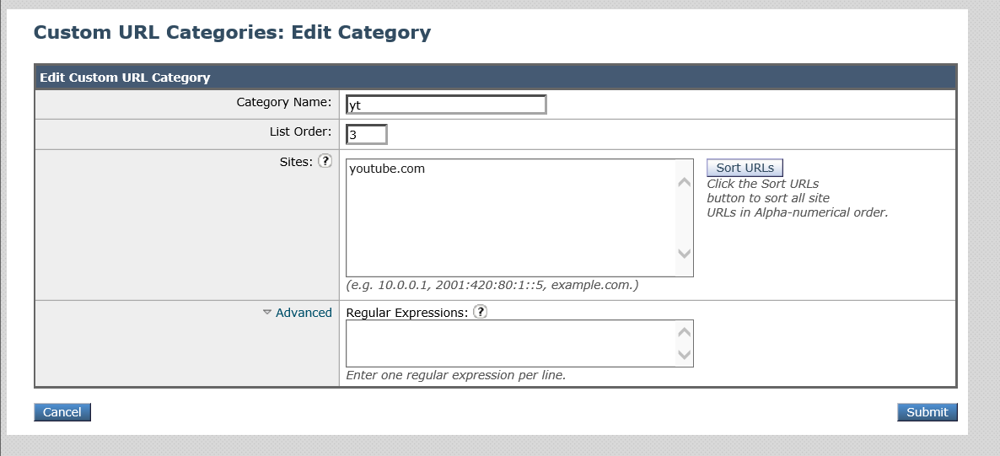 Custom URL Categories: Edit Category
Edit Custom URL Category
Category Name:
yt
List Order:
3
Sites: ?
youtube.com
Sort URLs
Click the Sort URLs
button to sort all site
URLs in Alpha-numerical order.
(e.g. 10.0.0.1, 2001:420:80:1::5, example.com.)
Advanced
Regular Expressions: ?
Enter one regular expression per line.
Cancel
Submit